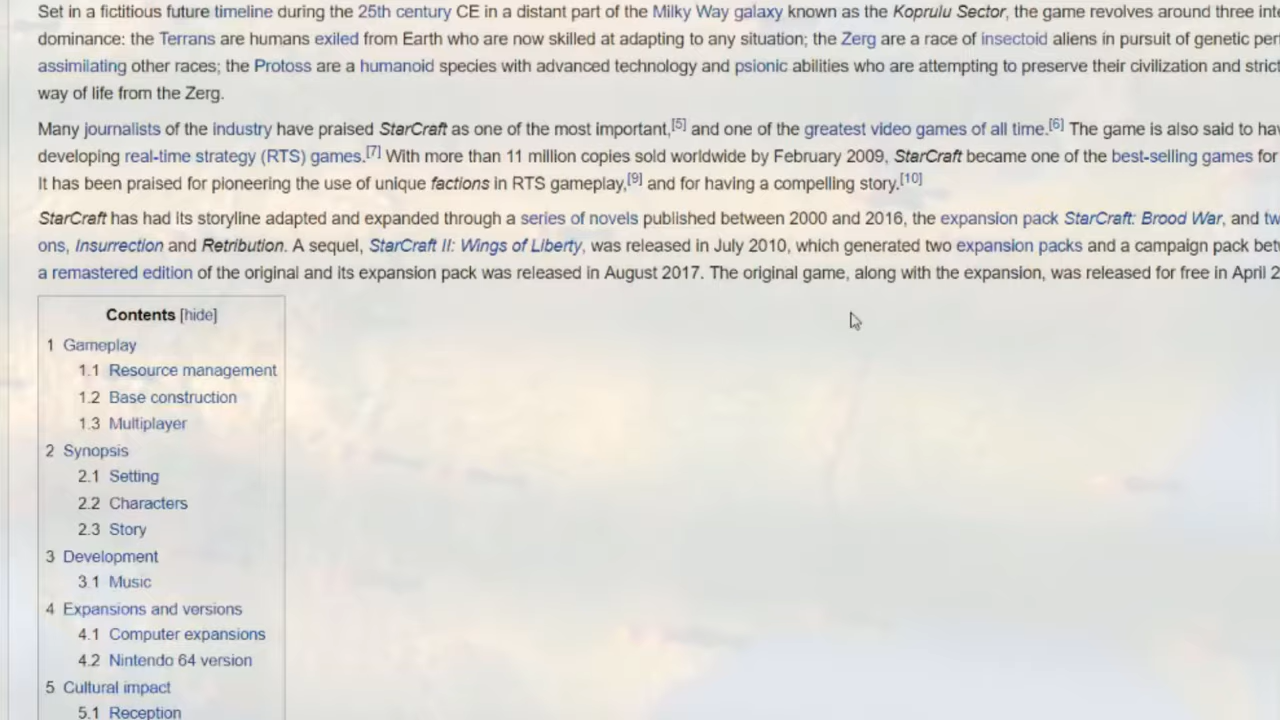 Set in a fictitious future timeline during the 25th century CE in a distant part of the Milky Way galaxy known as the Koprulu Sector, the game revolves around three
dominance: the Terrans are humans exiled from Earth who are now skilled at adapting to any situation; the Zerg are a race of insectoid aliens in pursuit of genetic
assimilating other races; the Protoss are a humanoid species with advanced technology and psionic abilities who are attempting to preserve their civilization and
way of life from the Zerg.
Many journalists of the industry have praised StarCraft as one of the most important,[5] and one of the greatest video games of all time.[6] The game is also said to
developing real-time strategy (RTS) games.[7] With more than 11 million copies sold worldwide by February 2009, StarCraft became one of the best-selling games for
It has been praised for pioneering the use of unique factions in RTS gameplay,[9] and for having a compelling story.[10]
StarCraft has had its storyline adapted and expanded through a series of novels published between 2000 and 2016, the expansion pack StarCraft: Brood War, and
ons, Insurrection and Retribution. A sequel, StarCraft II: Wings of Liberty, was released in July 2010, which generated two expansion packs and a campaign pack
a remastered edition of the original and its expansion pack was released in August 2017. The original game, along with the expansion, was released for free in April
Contents [hide]
1 Gameplay
1.1 Resource management
1.2 Base construction
1.3 Multiplayer
2 Synopsis
2.1 Setting
2.2 Characters
2.3 Story
3 Development
3.1 Music
4 Expansions and versions
4.1 Computer expansions
4.2 Nintendo 64 version
5 Cultural impact
5.1 Reception